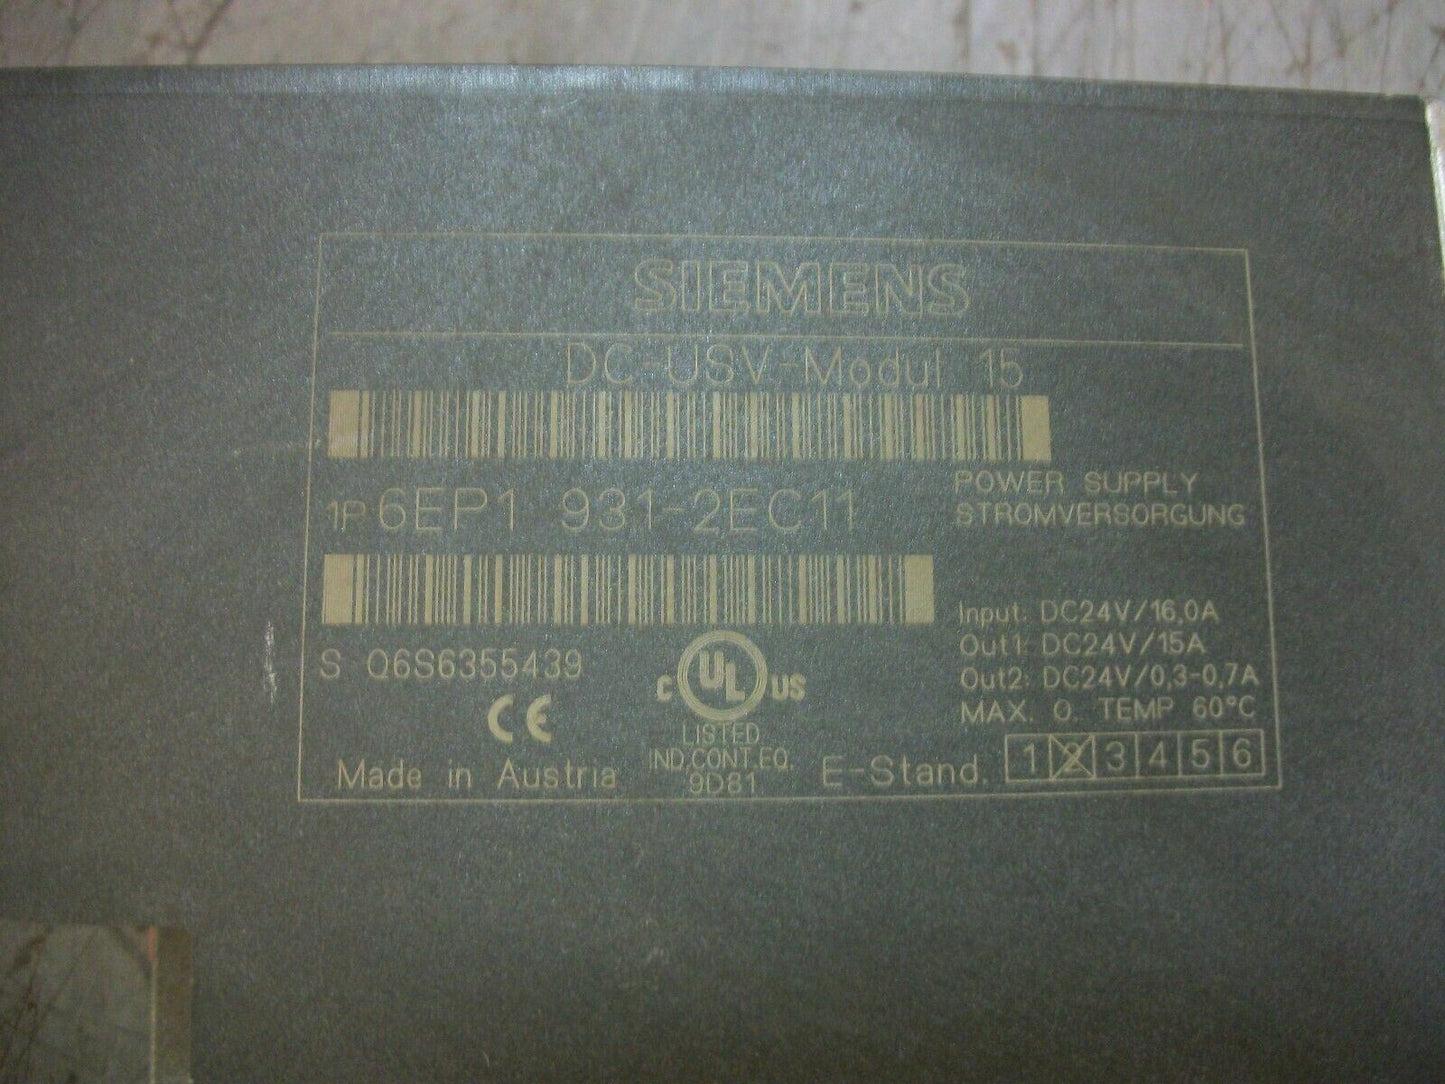 SIEMENS
DC-USV-Modul 15
1P 6EP1 931-2EC11
POWER SUPPLY
STROMVERSORGUNG
S Q6S6355439
Input: DC24V/16,0A
Out1: DC24V/15A
Out2: DC24V/0,3-0,7A
MAX. O. TEMP 60°C
C UL US
LISTED
IND.CONT.EQ.
9D81
CE
Made in Austria
E-Stand. 1 2 3 4 5 6